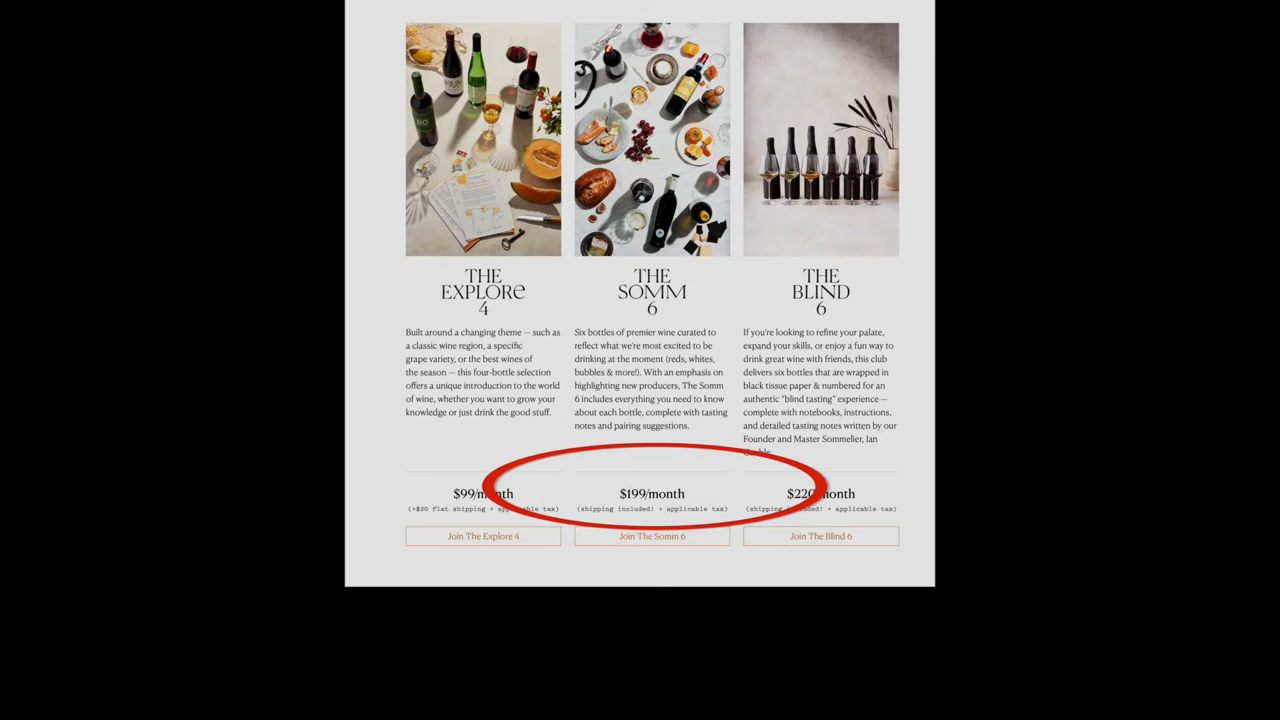 THE
EXPLORE
4
Built around a changing theme — such as
a classic wine region, a specific
grape variety, or the best wines of
the season — this four-bottle selection
offers a unique introduction to the world
of wine, whether you want to grow your
knowledge or just drink the good stuff.
$99/month
(+$20 flat shipping + applicable tax)
Join The Explore 4
THE
SOMM
6
Six bottles of premier wine curated to
reflect what we're most excited to be
drinking at the moment (reds, whites,
bubbles & more!). With an emphasis on
highlighting new producers, The Somm
6 includes everything you need to know
about each bottle, complete with tasting
notes and pairing suggestions.
$199/month
(shipping included! + applicable tax)
Join The Somm 6
THE
BLIND
6
If you're looking to refine your palate,
expand your skills, or enjoy a fun way to
drink great wine with friends, this club
delivers six bottles that are wrapped in
black tissue paper & numbered for an
authentic "blind tasting" experience —
complete with notebooks, instructions,
and detailed tasting notes written by our
Founder and Master Sommelier, Ian
$220/month
(shipping included! + applicable tax)
Join The Blind 6